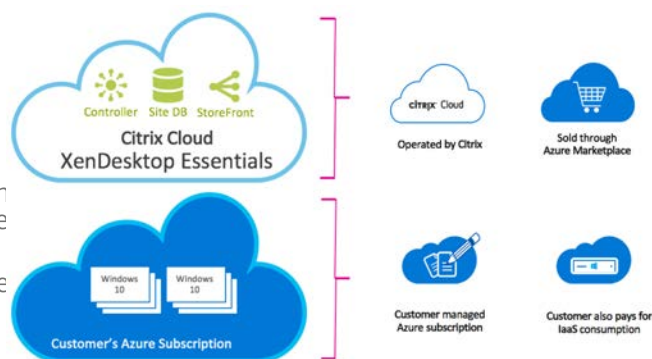 Controller Site DB StoreFront
Citrix Cloud
XenDesktop Essentials
citrix Cloud
Operated by Citrix
Sold through
Azure Marketplace
Windows
10
Windows
10
Customer's Azure Subscription
Customer managed
Azure subscription
Customer also pays for
IaaS consumption